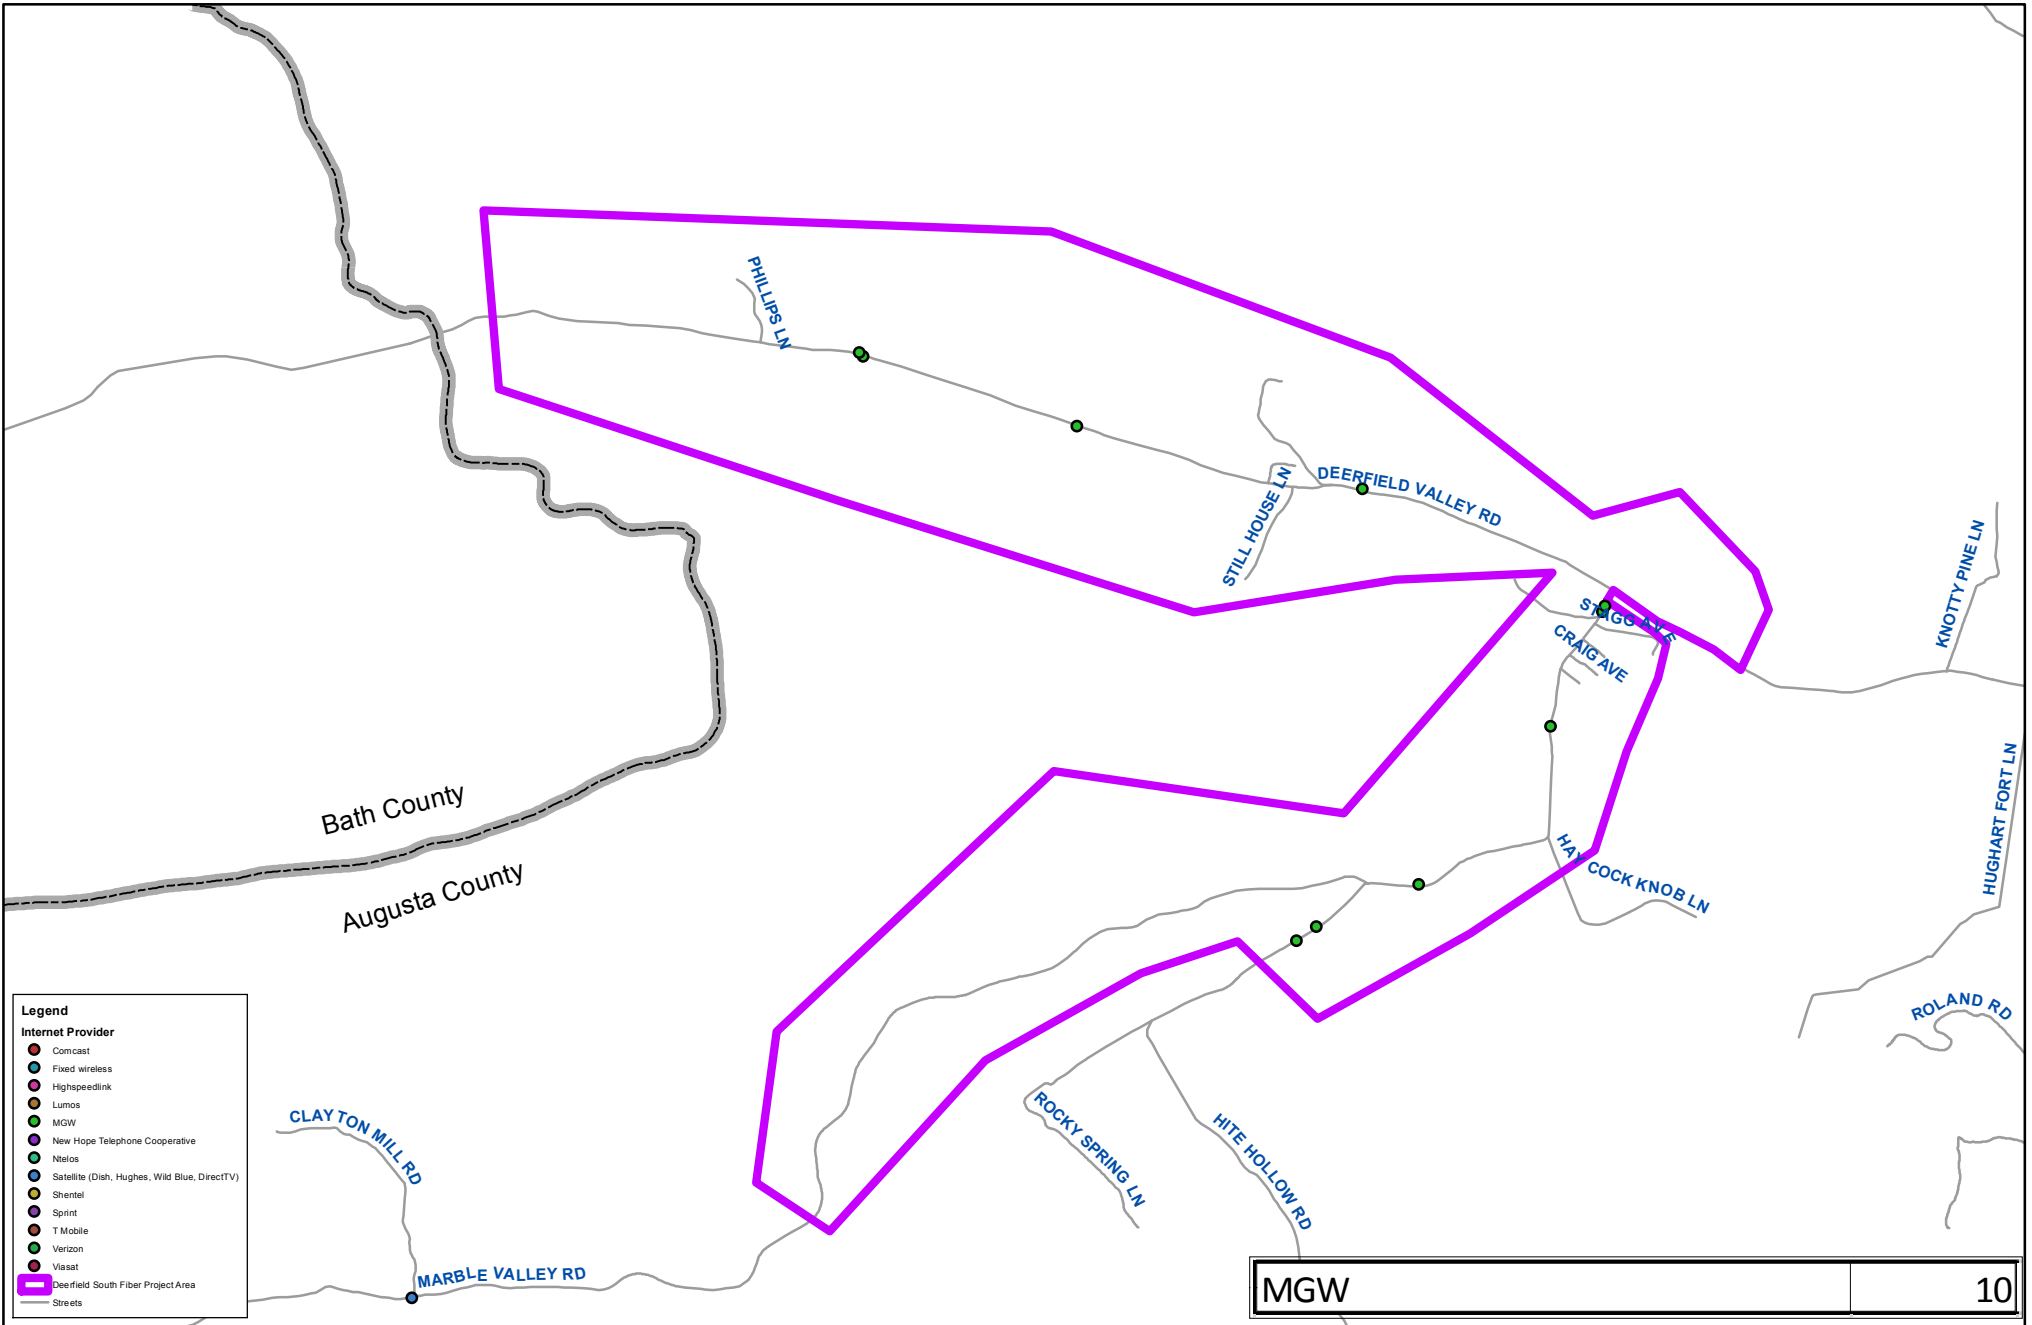 PHILLIPS LN
DEERFIELD VALLEY RD
STILL HOUSE LN
KNOTTY PINE LN
STAGG AVE
CRAIG AVE
HUGHART FORT LN
Bath County
HAY COCK KNOB LN
Augusta County
ROLAND RD
CLAYTON MILL RD
ROCKY SPRING LN
HITE HOLLOW RD
MARBLE VALLEY RD
Legend
Internet Provider
Comcast
Fixed wireless
Highspeedlink
Lumos
MGW
New Hope Telephone Cooperative
Ntelos
Satellite (Dish, Hughes, Wild Blue, DirectTV)
Shentel
Sprint
T Mobile
Verizon
Viasat
Deerfield South Fiber Project Area
Streets
MGW 10